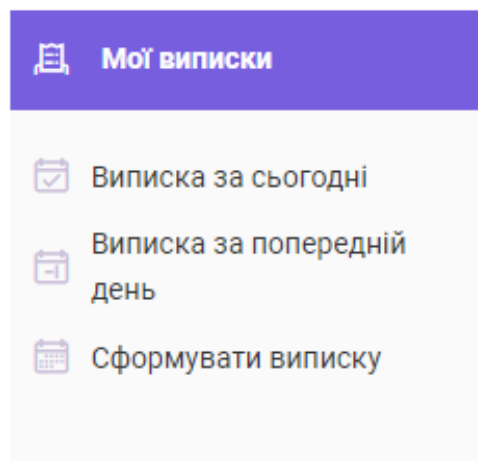 Мої виписки
Виписка за сьогодні
Виписка за попередній
день
Сформувати виписку